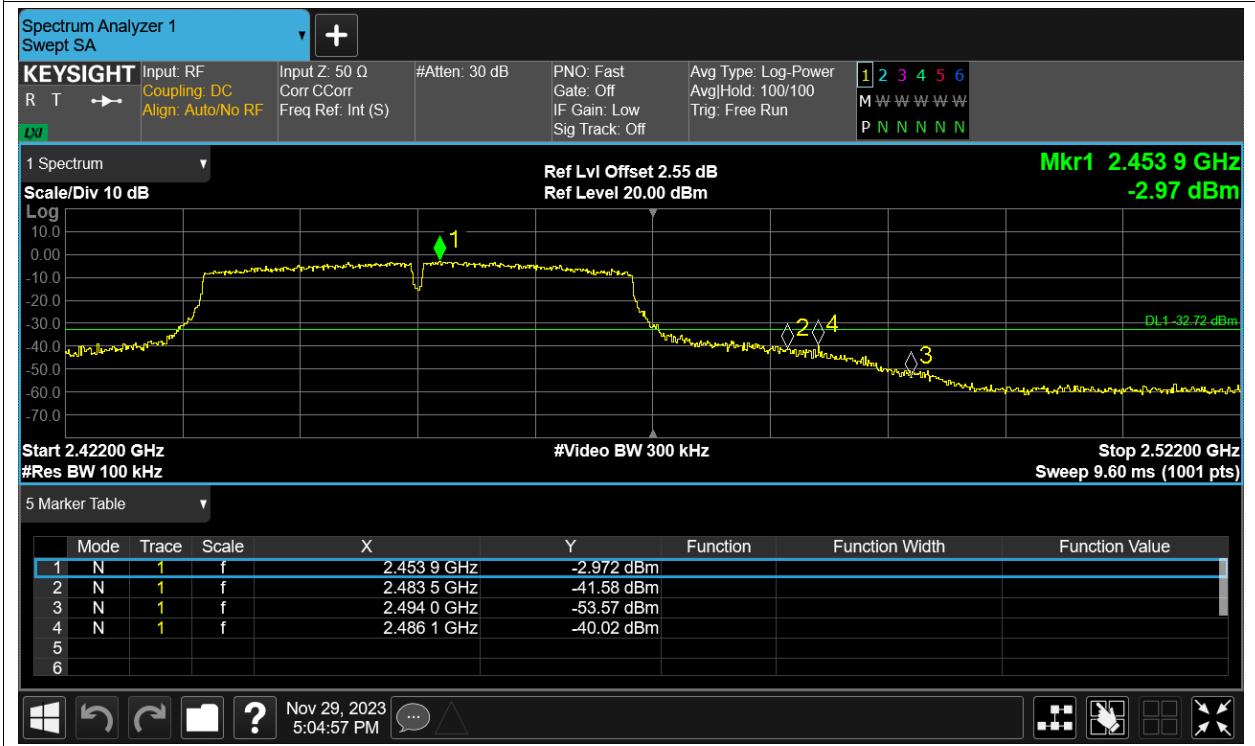 Spectrum Analyzer 1
Swept SA
+
KEYSIGHT
R T
LXI
Input: RF
Coupling: DC
Align: Auto/No RF
Input Z: 50 Ω
Corr CCorr
Freq Ref: Int (S)
#Atten: 30 dB
PNO: Fast
Gate: Off
IF Gain: Low
Sig Track: Off
Avg Type: Log-Power
Avg|Hold: 100/100
Trig: Free Run
1 2 3 4 5 6
M W W W W W
P N N N N N
1 Spectrum
Scale/Div 10 dB
Ref Lvl Offset 2.55 dB
Ref Level 20.00 dBm
Mkr1 2.453 9 GHz
-2.97 dBm
Log
10.0
0.00
-10.0
-20.0
-30.0
-40.0
-50.0
-60.0
-70.0
1
2
4
3
DL1 -32.72 dBm
Start 2.42200 GHz
#Video BW 300 kHz
Stop 2.52200 GHz
#Res BW 100 kHz
Sweep 9.60 ms (1001 pts)
5 Marker Table
Mode Trace Scale X Y Function Function Width Function Value
1 N 1 f 2.453 9 GHz -2.972 dBm
2 N 1 f 2.483 5 GHz -41.58 dBm
3 N 1 f 2.494 0 GHz -53.57 dBm
4 N 1 f 2.486 1 GHz -40.02 dBm
5
6
?
Nov 29, 2023
5:04:57 PM